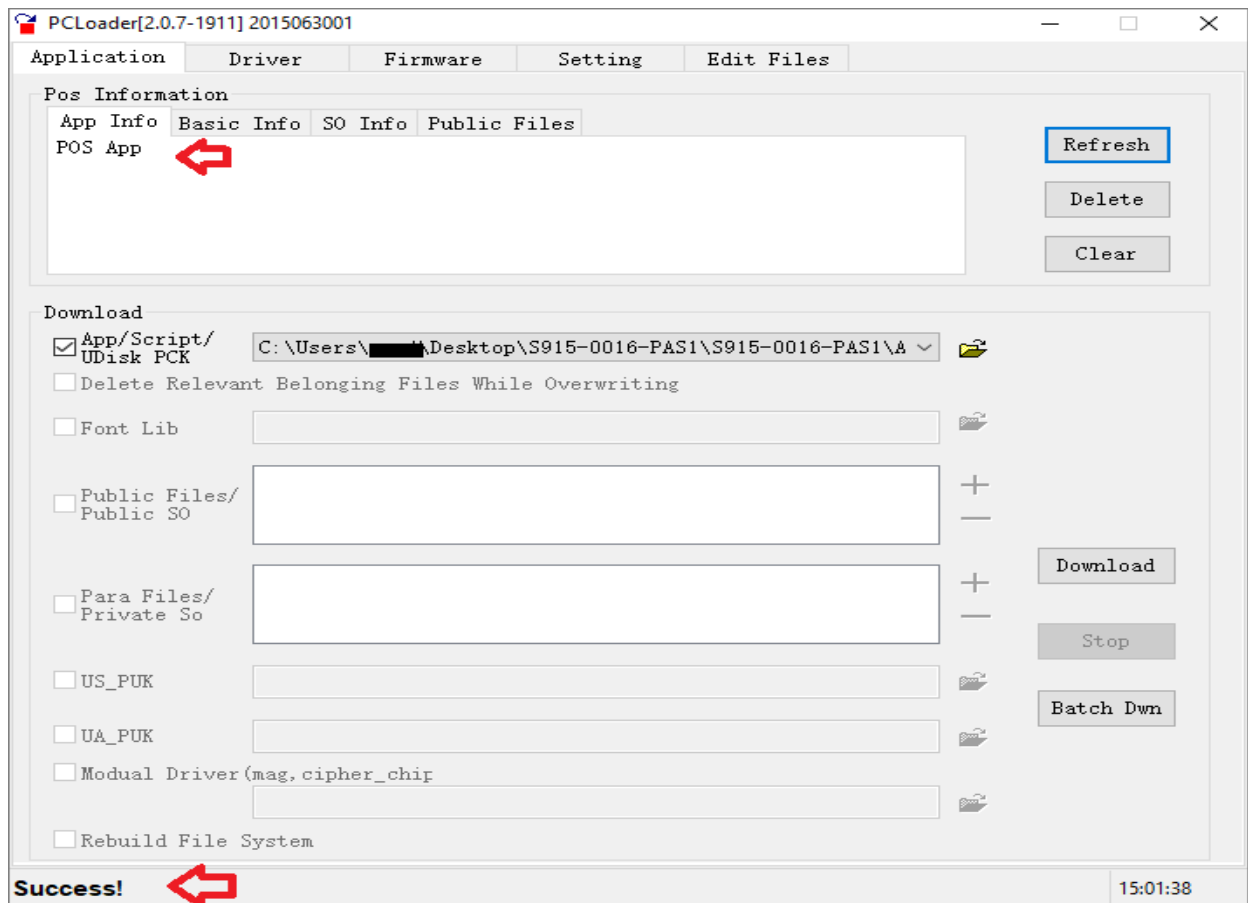 PCLoader[2.0.7-1911] 2015063001
Application Driver Firmware Setting Edit Files
Pos Information
App Info Basic Info SO Info Public Files
POS App
Refresh
Delete
Clear
Download
App/Script/
UDisk PCK
C:\Users\ \Desktop\S915-0016-PAS1\S915-0016-PAS1\A
Delete Relevant Belonging Files While Overwriting
Font Lib
Public Files/
Public SO
Para Files/
Private So
Download
Stop
US_PUK
Batch Dwn
UA_PUK
Modual Driver(mag,cipher_chip
Rebuild File System
Success!
15:01:38